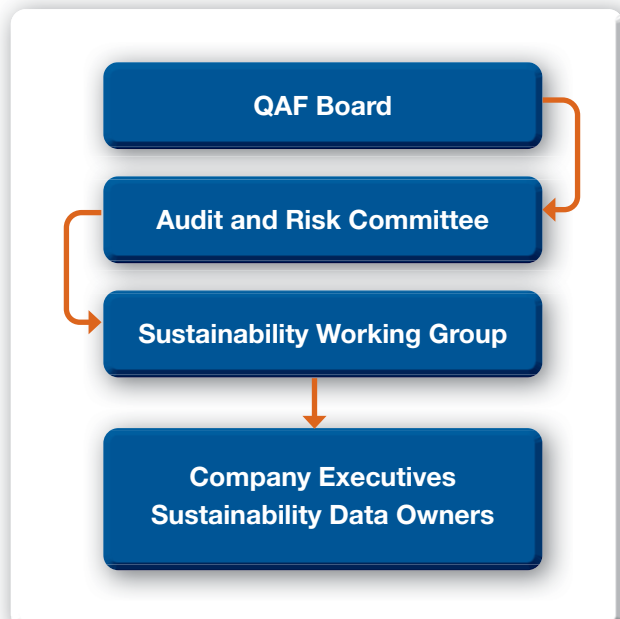 QAF Board
Audit and Risk Committee
Sustainability Working Group
Company Executives
Sustainability Data Owners